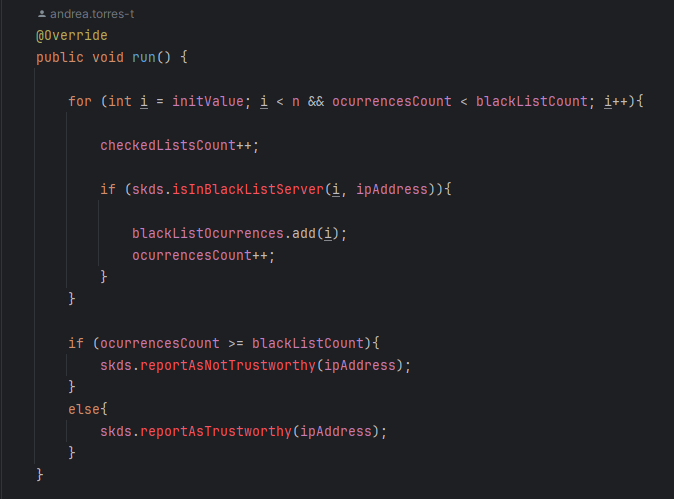 andrea.torres-t
@Override
public void run() {
for (int i = initValue; i < n && ocurrencesCount < blackListCount; i++){
checkedListsCount++;
if (skds.isInBlackListServer(i, ipAddress)){
blackListOcurrences.add(i);
ocurrencesCount++;
}
}
if (ocurrencesCount >= blackListCount){
skds.reportAsNotTrustworthy(ipAddress);
}
else{
skds.reportAsTrustworthy(ipAddress);
}
}